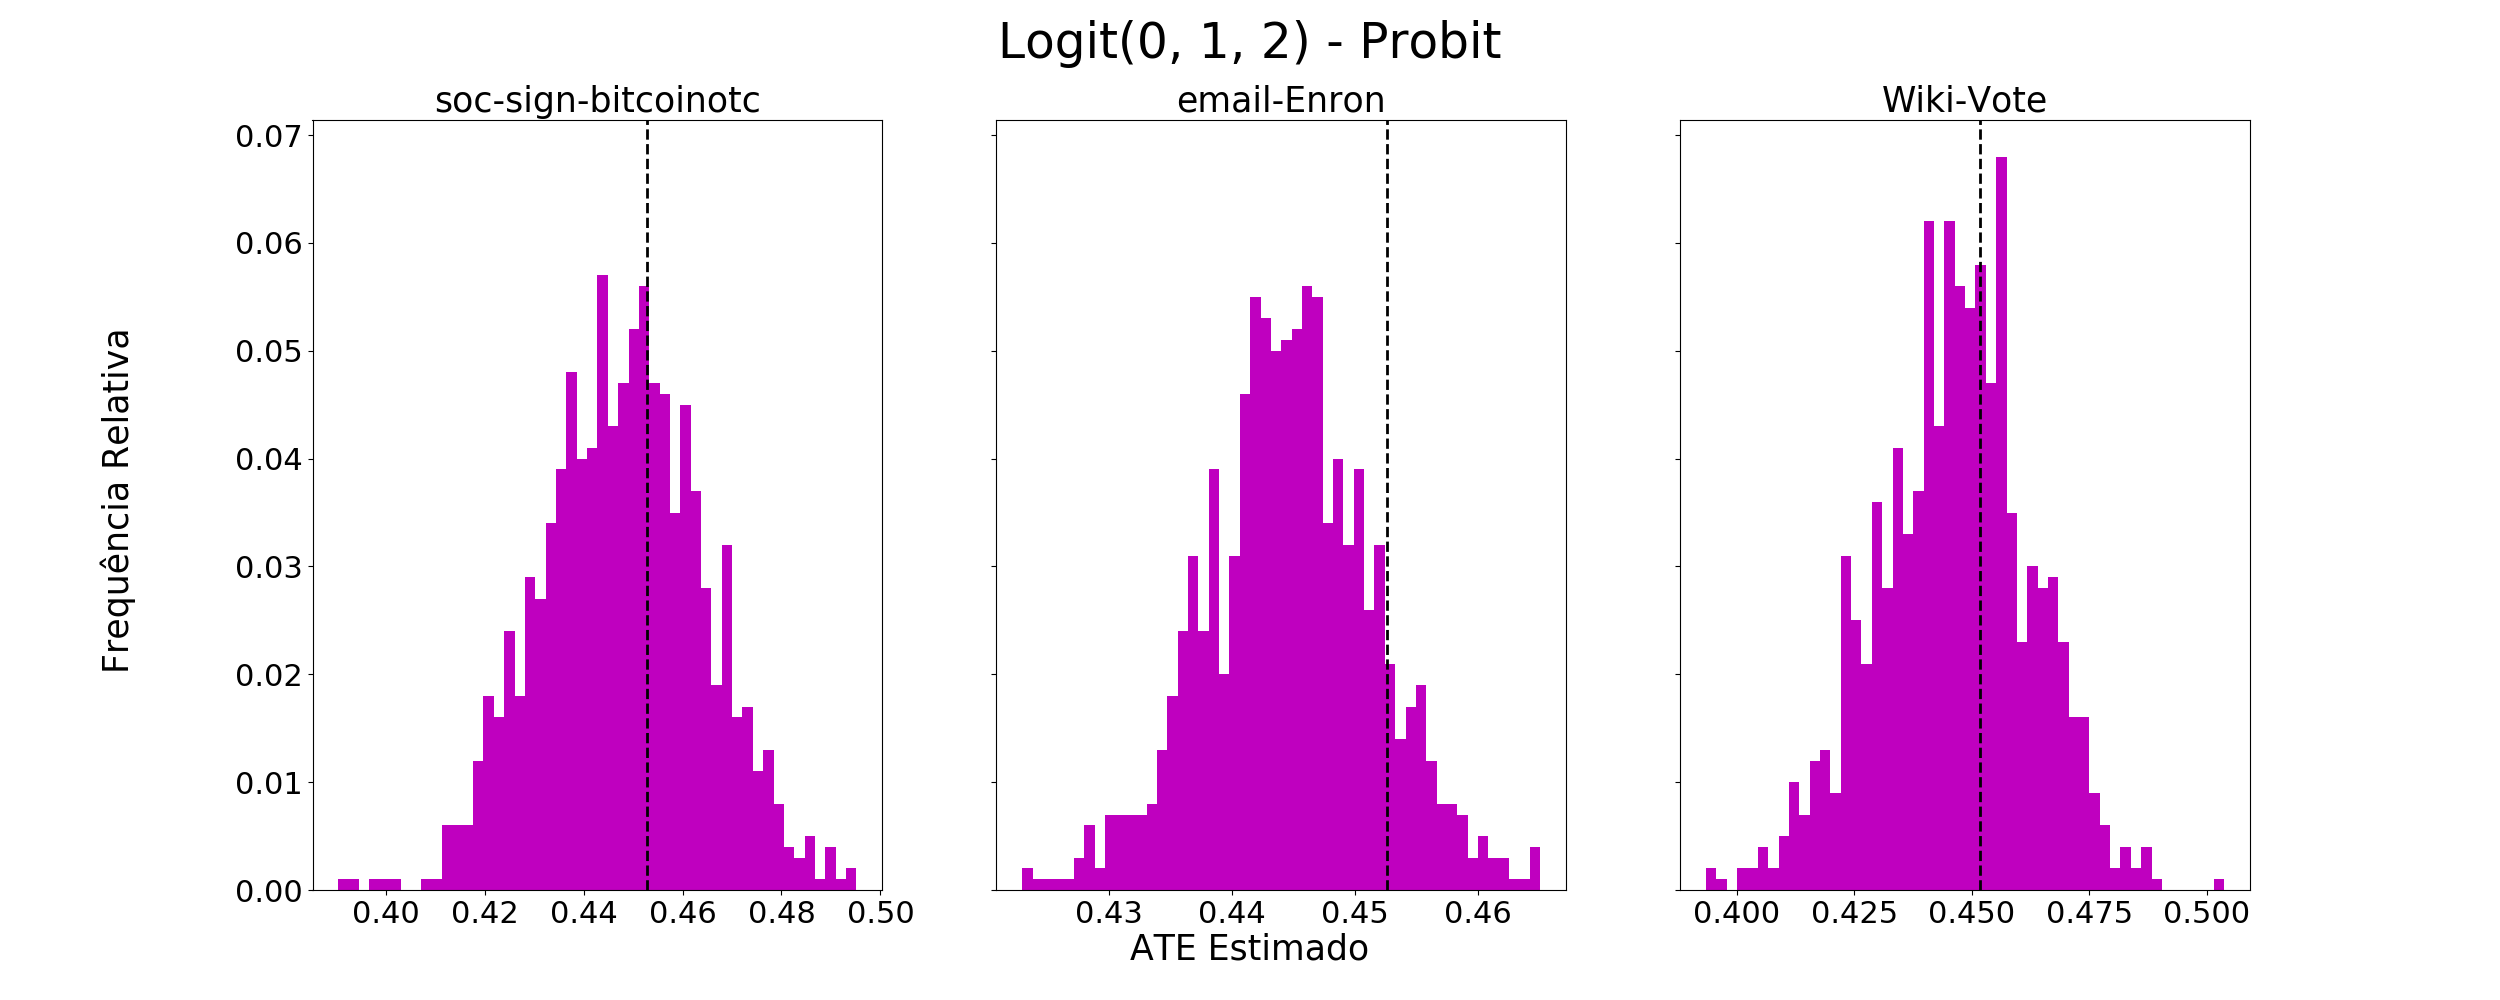 Logit(0, 1, 2) - Probit
soc-sign-bitcoinotc
email-Enron
Wiki-Vote
Frequência Relativa
0.07
0.06
0.05
0.04
0.03
0.02
0.01
0.00
0.40 0.42 0.44 0.46 0.48 0.50
0.43 0.44 0.45 0.46
0.400 0.425 0.450 0.475 0.500
ATE Estimado